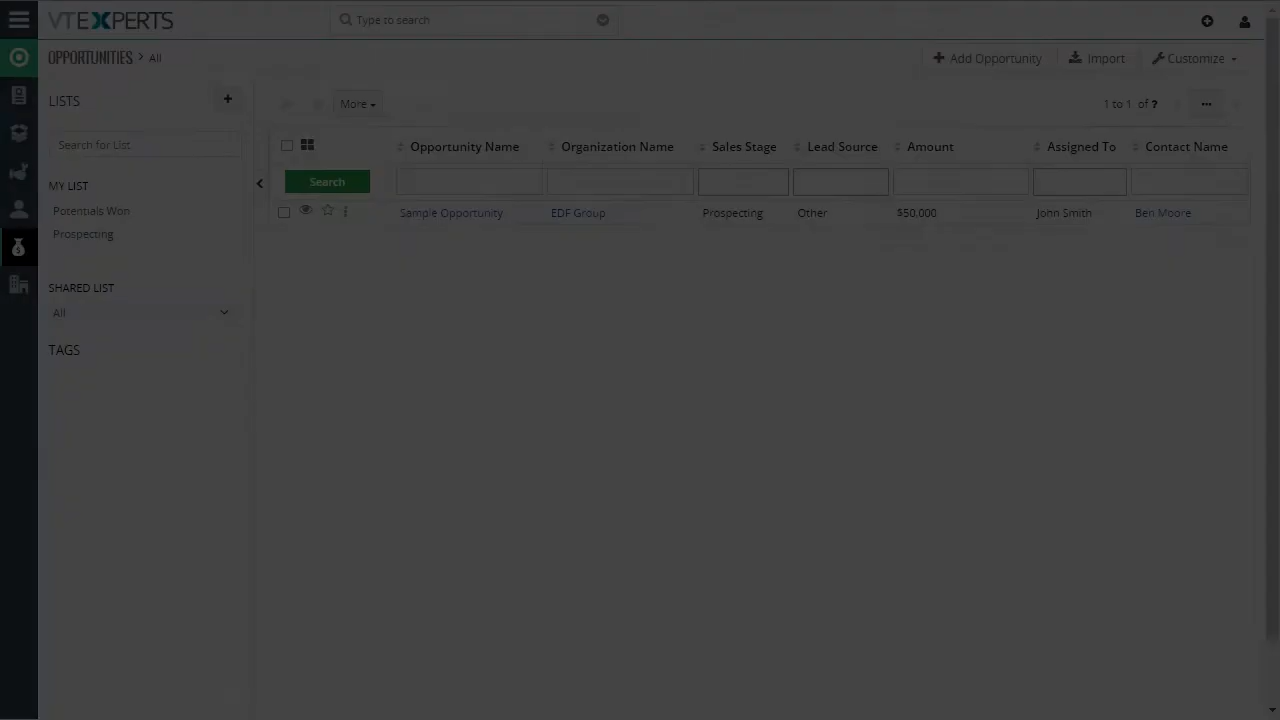 VTEXPERTS
Type to search
OPPORTUNITIES > All
+ Add Opportunity
Import
Customize
LISTS
+
More
1 to 1 of ?
...
Search for List
Opportunity Name
Organization Name
Sales Stage
Lead Source
Amount
Assigned To
Contact Name
Search
MY LIST
Potentials Won
Prospecting
Sample Opportunity
EDF Group
Prospecting
Other
$50,000
John Smith
Ben Moore
SHARED LIST
All
TAGS